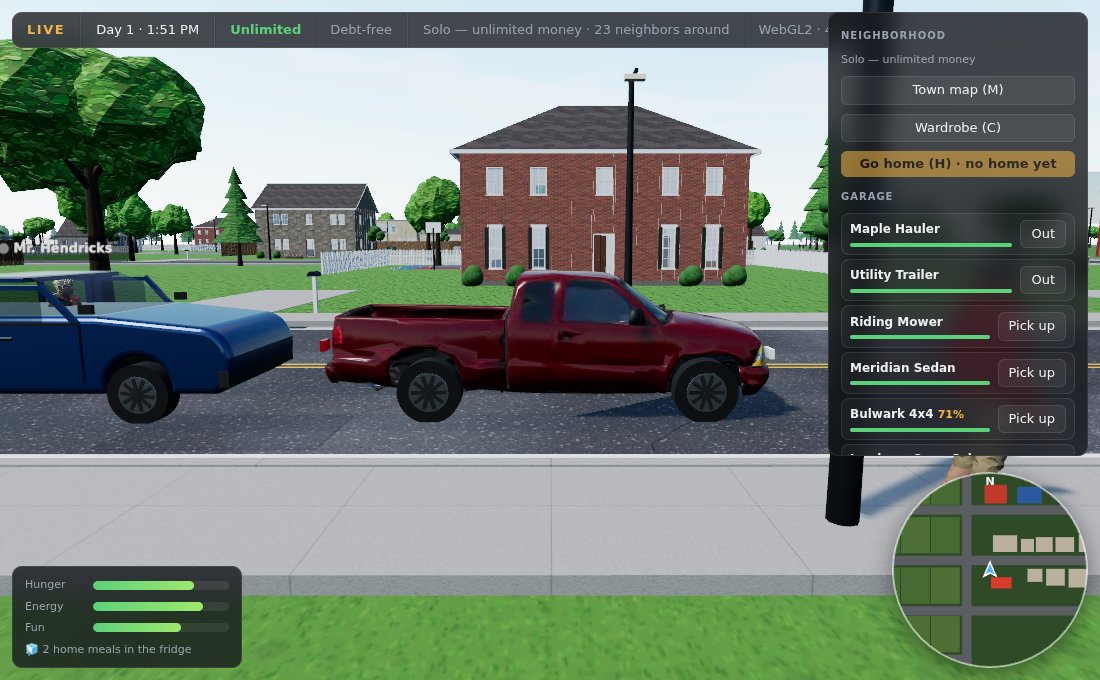 LIVE
Day 1 · 1:51 PM
Unlimited
Debt-free
Solo — unlimited money · 23 neighbors around
WebGL2 ·
NEIGHBORHOOD
Solo — unlimited money
Town map (M)
Wardrobe (C)
Go home (H) · no home yet
GARAGE
Maple Hauler
Out
Utility Trailer
Out
Riding Mower
Pick up
Meridian Sedan
Pick up
Bulwark 4x4 71%
Pick up
Mr. Hendricks
N
Hunger
Energy
Fun
2 home meals in the fridge